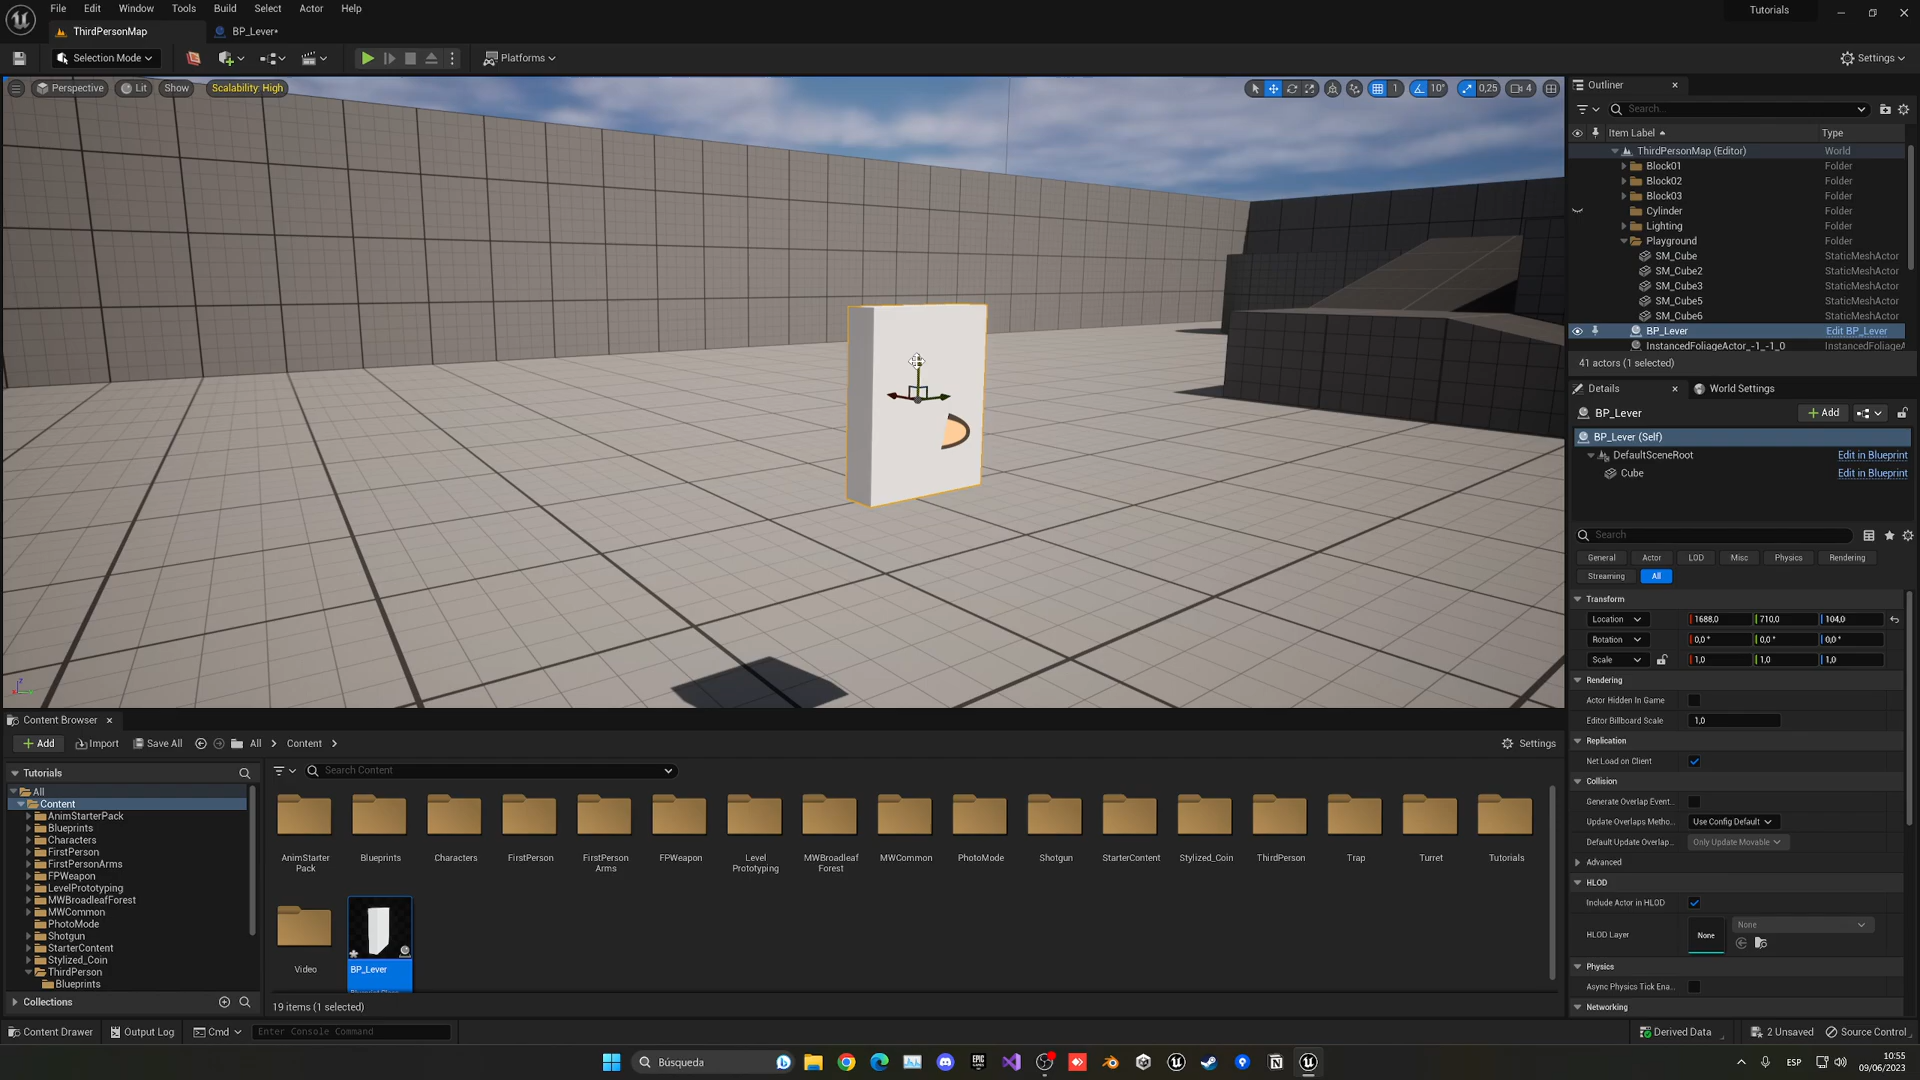 File Edit Window Tools Build Select Actor Help
Tutorials
ThirdPersonMap
BP_Lever*
Selection Mode
Platforms
Settings
Perspective
Lit
Show
Scalability: High
1
10°
0,25
4
Outliner
Search...
Item Label
Type
ThirdPersonMap (Editor) World
Block01 Folder
Block02 Folder
Block03 Folder
Cylinder Folder
Lighting Folder
Playground Folder
SM_Cube StaticMeshActor
SM_Cube2 StaticMeshActor
SM_Cube3 StaticMeshActor
SM_Cube5 StaticMeshActor
SM_Cube6 StaticMeshActor
BP_Lever Edit BP_Lever
InstancedFoliageActor_-1_-1_0 InstancedFoliageA
41 actors (1 selected)
Details
World Settings
BP_Lever
Add
BP_Lever (Self)
DefaultSceneRoot Edit in Blueprint
Cube Edit in Blueprint
Search
General Actor LOD Misc Physics Rendering
Streaming All
Transform
Location 1688,0 710,0 104,0
Rotation 0,0 ° 0,0 ° 0,0 °
Scale 1,0 1,0 1,0
Rendering
Actor Hidden In Game
Editor Billboard Scale 1,0
Replication
Net Load on Client
Collision
Generate Overlap Event...
Update Overlaps Metho... Use Config Default
Default Update Overlap... Only Update Movable
Advanced
HLOD
Include Actor in HLOD
HLOD Layer None None
Physics
Async Physics Tick Ena...
Networking
Content Browser
Add Import Save All All Content Settings
Tutorials
Search Content
All
Content
AnimStarterPack
Blueprints
Characters
FirstPerson
FirstPersonArms
FPWeapon
LevelPrototyping
MWBroadleafForest
MWCommon
PhotoMode
Shotgun
StarterContent
Stylized_Coin
ThirdPerson
Blueprints
Collections
AnimStarter
Pack
Blueprints
Characters
FirstPerson
FirstPerson
Arms
FPWeapon
Level
Prototyping
MWBroadleaf
Forest
MWCommon
PhotoMode
Shotgun
StarterContent
Stylized_Coin
ThirdPerson
Trap
Turret
Tutorials
Video
BP_Lever
19 items (1 selected)
Content Drawer Output Log Cmd Enter Console Command
Derived Data 2 Unsaved Source Control
Búsqueda
ESP
10:55
09/06/2023